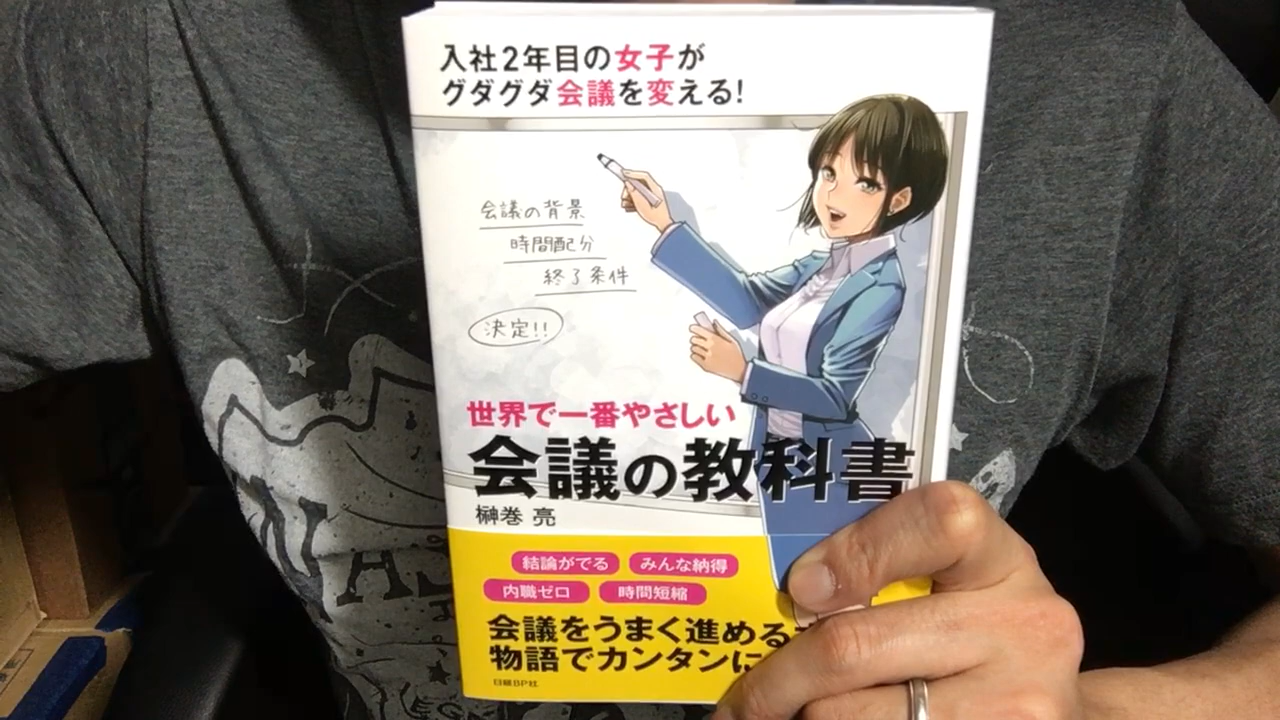 入社2年目の女子が
グダグダ会議を変える!
会議の背景
時間配分
終了条件
決定!!
世界で一番やさしい
会議の教科書
榊巻 亮
結論がでる
みんな納得
内職ゼロ
時間短縮
会議をうまく進める
物語でカンタンに
日経BP社